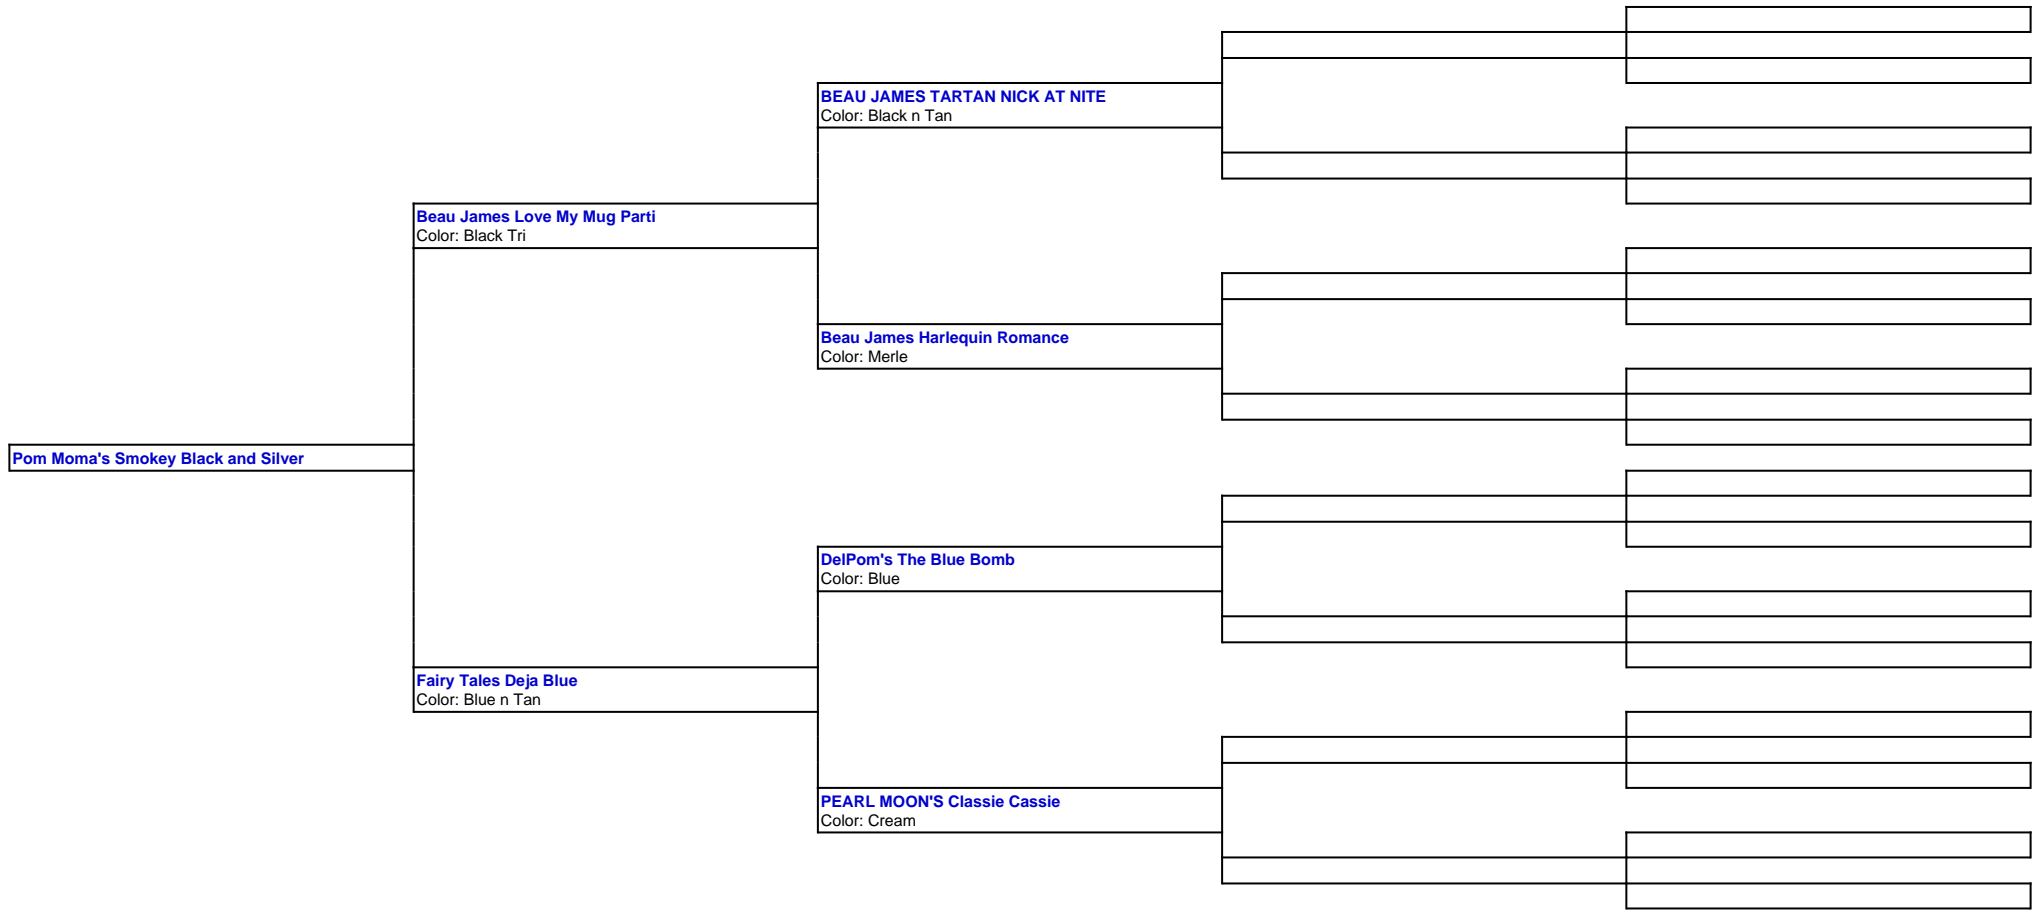 BEAU JAMES TARTAN NICK AT NITE
Color: Black n Tan
Beau James Love My Mug Parti
Color: Black Tri
Beau James Harlequin Romance
Color: Merle
Pom Moma's Smokey Black and Silver
DelPom's The Blue Bomb
Color: Blue
Fairy Tales Deja Blue
Color: Blue n Tan
PEARL MOON'S Classie Cassie
Color: Cream